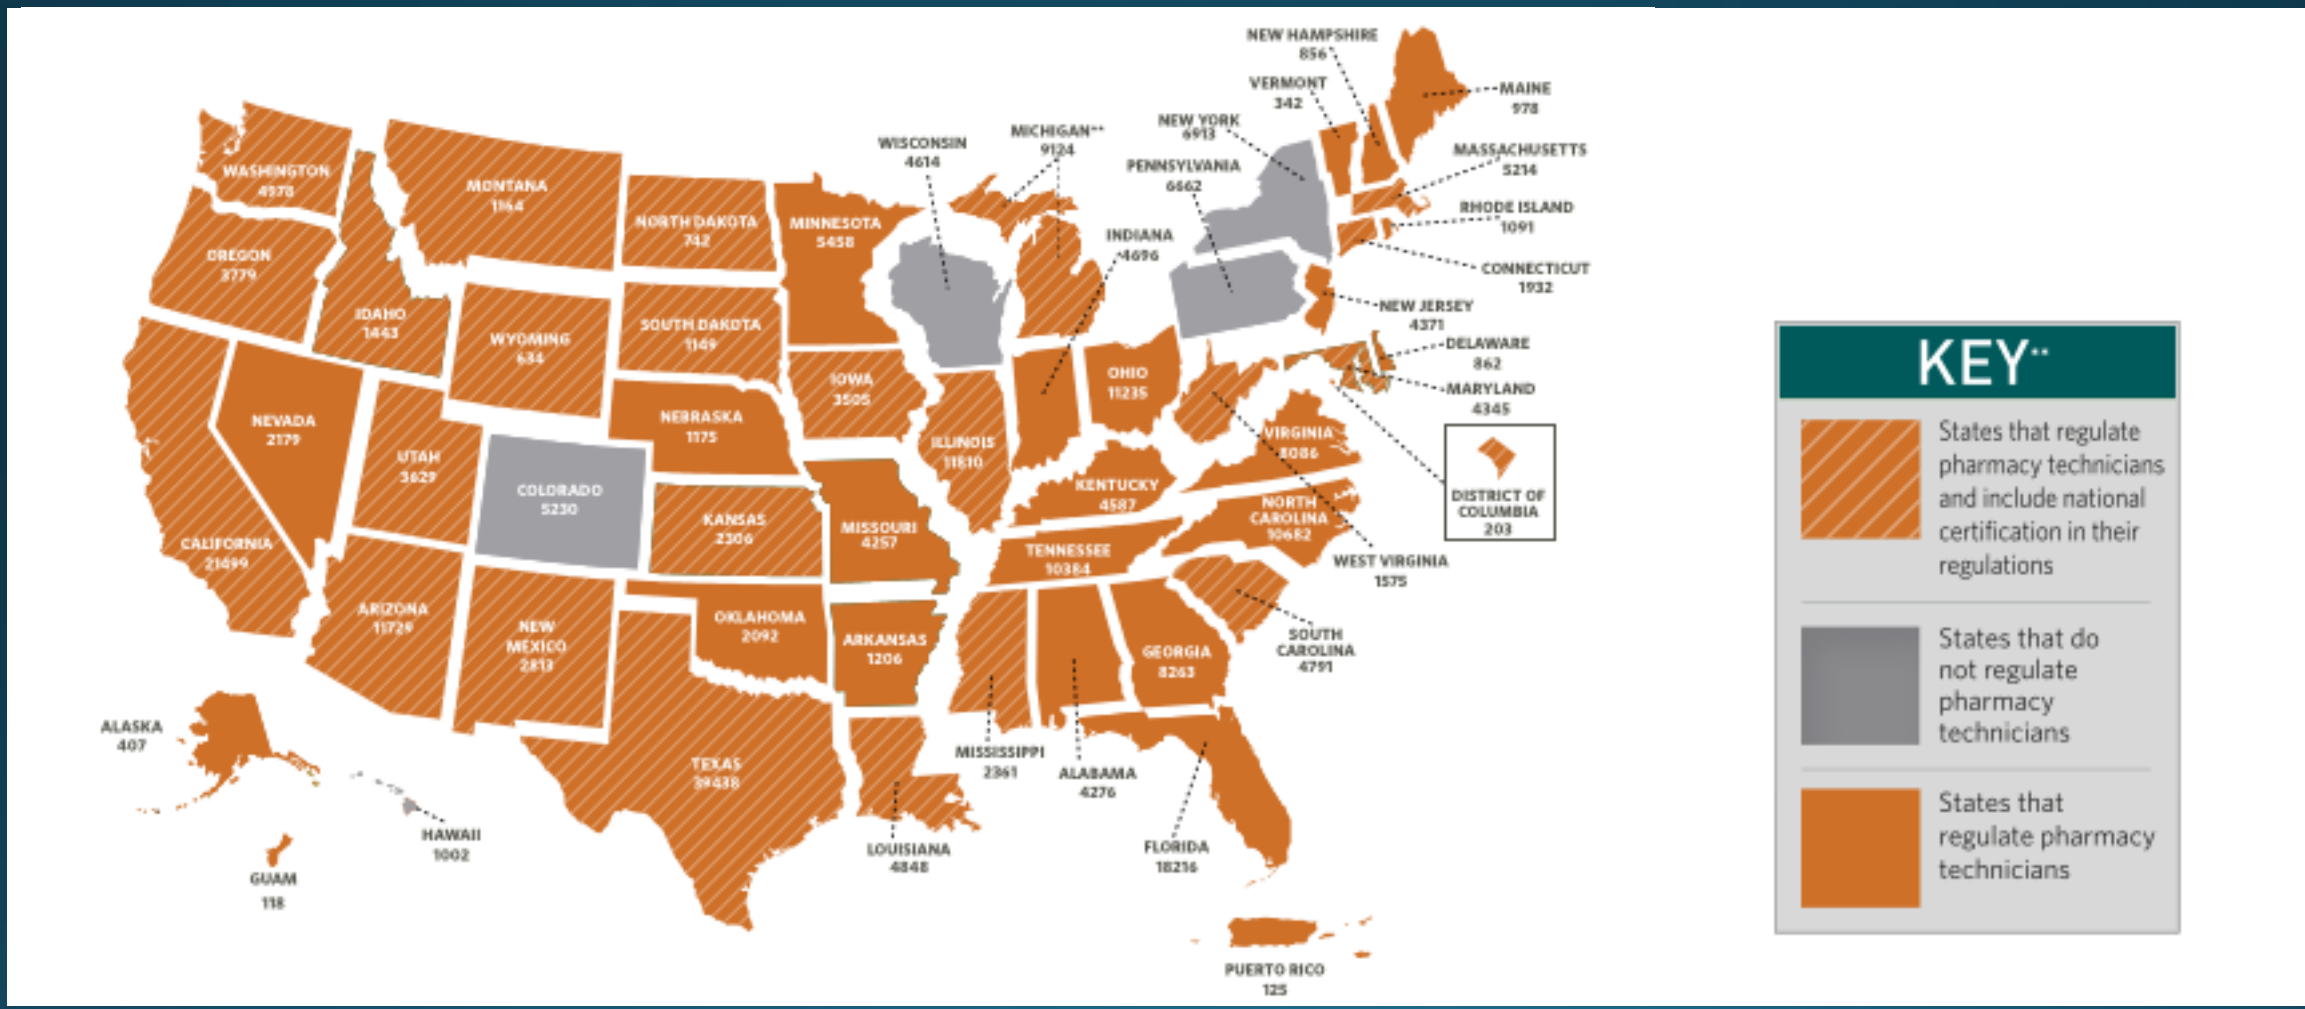 NEW HAMPSHIRE
856
VERMONT
342
MAINE
978
NEW YORK
6913
MICHIGAN**
9124
WISCONSIN
4614
PENNSYLVANIA
6662
MASSACHUSETTS
5214
RHODE ISLAND
1091
INDIANA
4696
CONNECTICUT
1932
NEW JERSEY
4371
DELAWARE
862
MARYLAND
4345
DISTRICT OF
COLUMBIA
203
WEST VIRGINIA
1575
SOUTH
CAROLINA
4791
WASHINGTON
4978
MONTANA
1164
NORTH DAKOTA
742
MINNESOTA
5458
OREGON
3779
IDAHO
1443
WYOMING
634
SOUTH DAKOTA
1149
IOWA
3505
OHIO
11235
NEVADA
2179
NEBRASKA
1175
UTAH
3629
COLORADO
5230
ILLINOIS
11810
VIRGINIA
8086
KENTUCKY
4587
KANSAS
2306
MISSOURI
4257
NORTH
CAROLINA
10682
CALIFORNIA
21499
TENNESSEE
10384
ARIZONA
11729
NEW
MEXICO
2813
OKLAHOMA
2092
ARKANSAS
1206
GEORGIA
8263
TEXAS
39438
MISSISSIPPI
2361
ALABAMA
4276
ALASKA
407
HAWAII
1002
LOUISIANA
4848
FLORIDA
18216
GUAM
118
PUERTO RICO
125
KEY**
States that regulate
pharmacy technicians
and include national
certification in their
regulations
States that do
not regulate
pharmacy
technicians
States that
regulate pharmacy
technicians